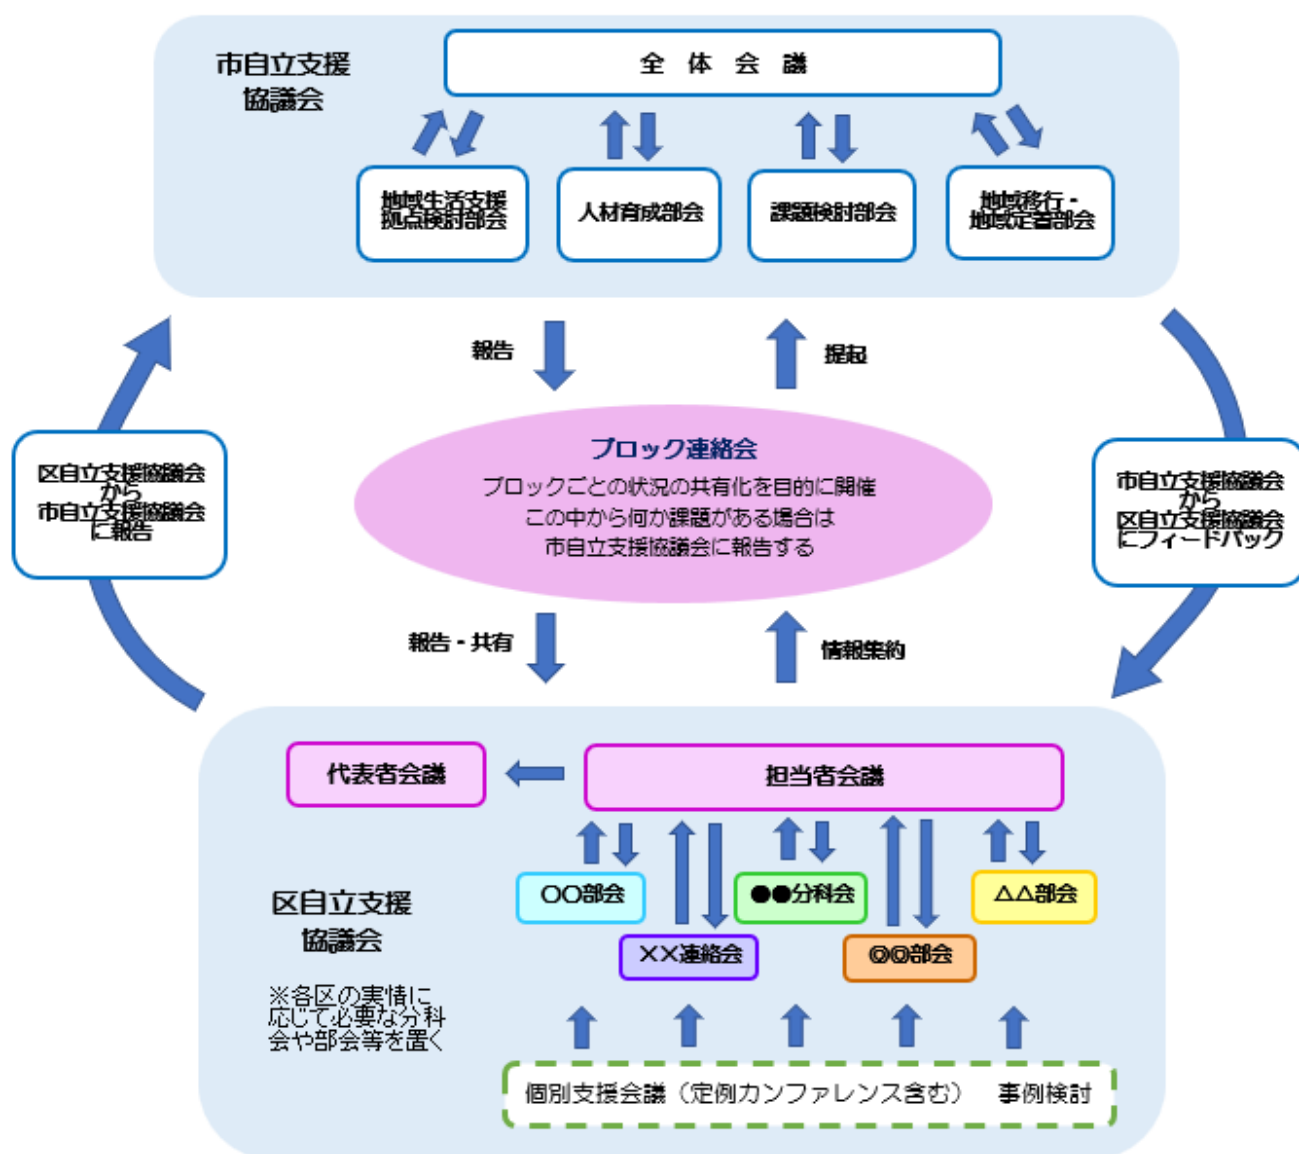 市自立支援
協議会
全　体　会　議
地域生活支援
拠点検討部会
人材育成部会
課題検討部会
地域移行・
地域定着部会
報告
提起
ブロック連絡会
ブロックごとの状況の共有化を目的に開催
この中から何か課題がある場合は
市自立支援協議会に報告する
区自立支援協議会
から
市自立支援協議会
に報告
市自立支援協議会
から
区自立支援協議会
にフィードバック
報告・共有
情報集約
代表者会議
担当者会議
〇〇部会
●●分科会
△△部会
××連絡会
◎◎部会
区自立支援
協議会
※各区の実情に
応じて必要な分科
会や部会等を置く
個別支援会議（定例カンファレンス含む）　事例検討